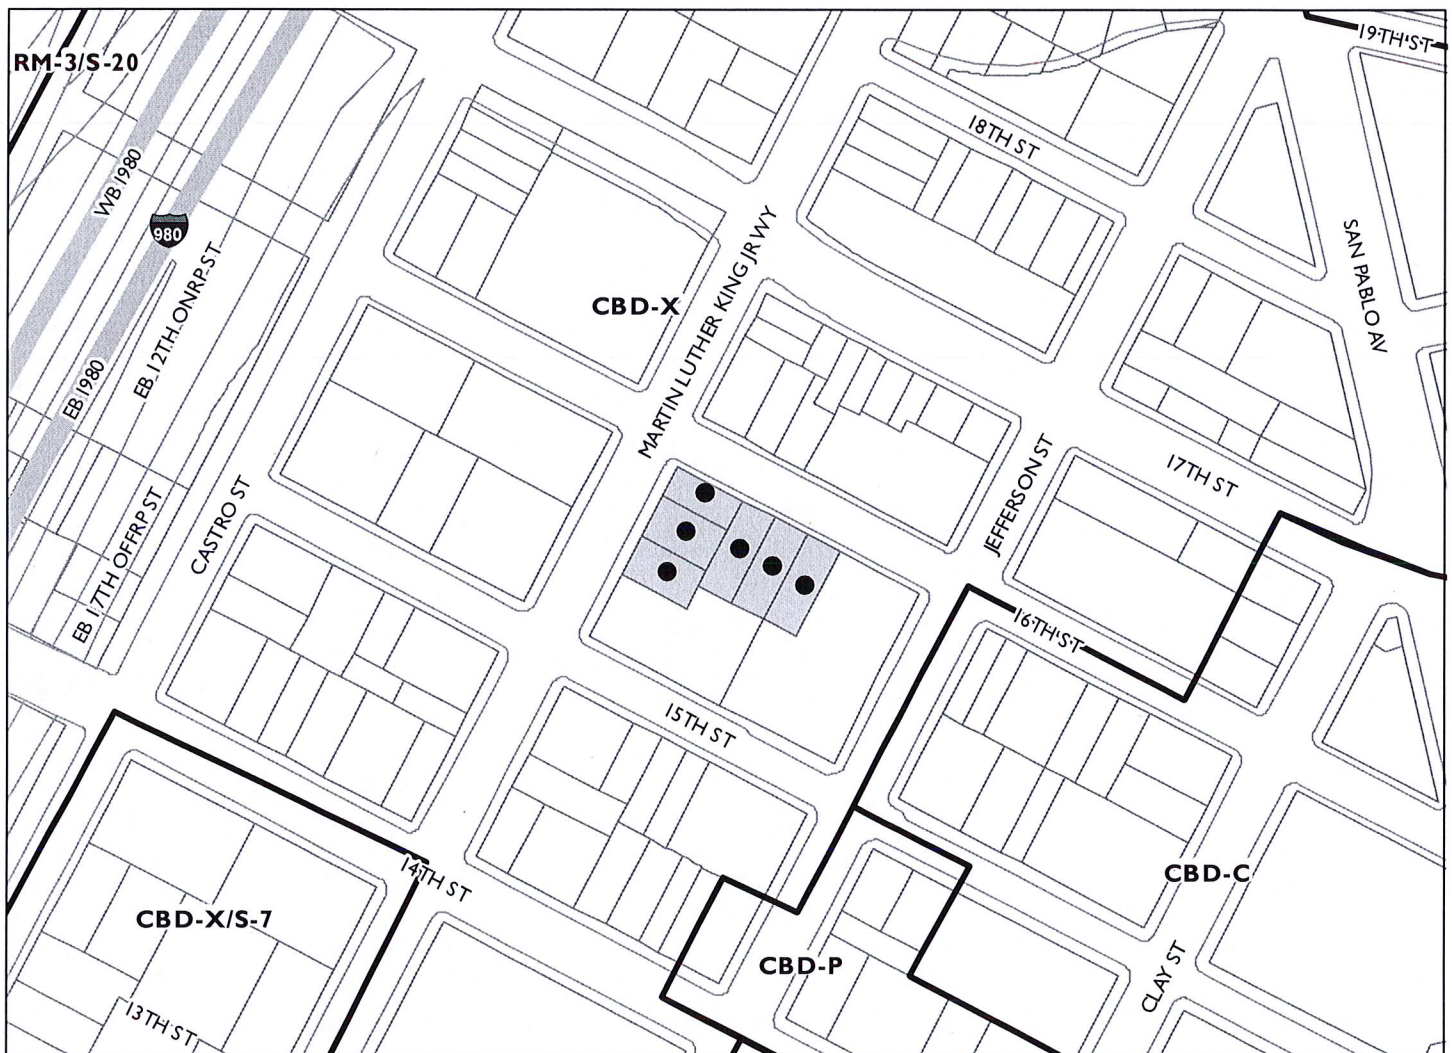 19TH ST
RM-3/S-20
18TH ST
WB I980
980
SAN PABLO AV
MARTIN LUTHER KING JR WY
EB 12TH ONRP ST
CBD-X
EB I980
JEFFERSON ST
17TH ST
CASTRO ST
EB 17TH OFFRP ST
16TH ST
15TH ST
14TH ST
CBD-C
CBD-X/S-7
CBD-P
CLAY ST
13TH ST